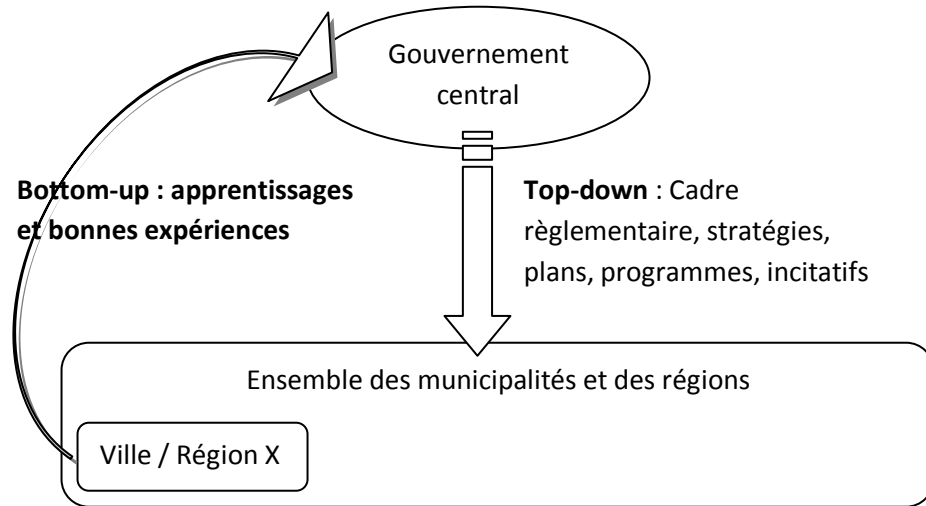 Gouvernement
central
Bottom-up : apprentissages
et bonnes expériences
Top-down : Cadre
règlementaire, stratégies,
plans, programmes, incitatifs
Ensemble des municipalités et des régions
Ville / Région X